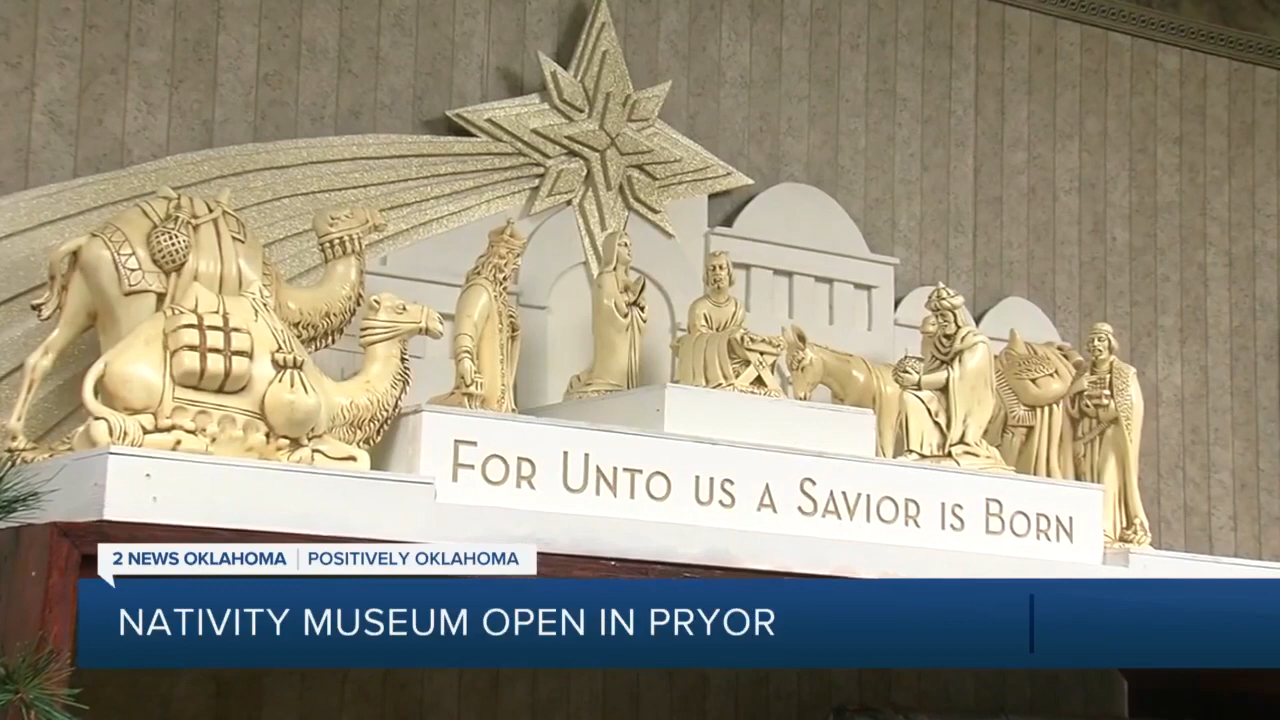 For Unto us a Savior is Born
2 NEWS OKLAHOMA | POSITIVELY OKLAHOMA
NATIVITY MUSEUM OPEN IN PRYOR